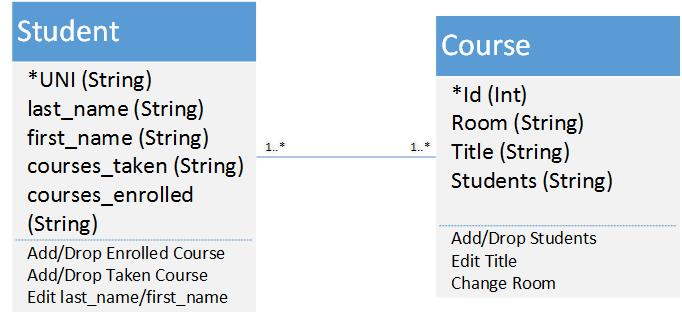 Student
*UNI (String)
last_name (String)
first_name (String)
courses_taken (String)
courses_enrolled
(String)
Add/Drop Enrolled Course
Add/Drop Taken Course
Edit last_name/first_name
1..*
1..*
Course
*Id (Int)
Room (String)
Title (String)
Students (String)
Add/Drop Students
Edit Title
Change Room